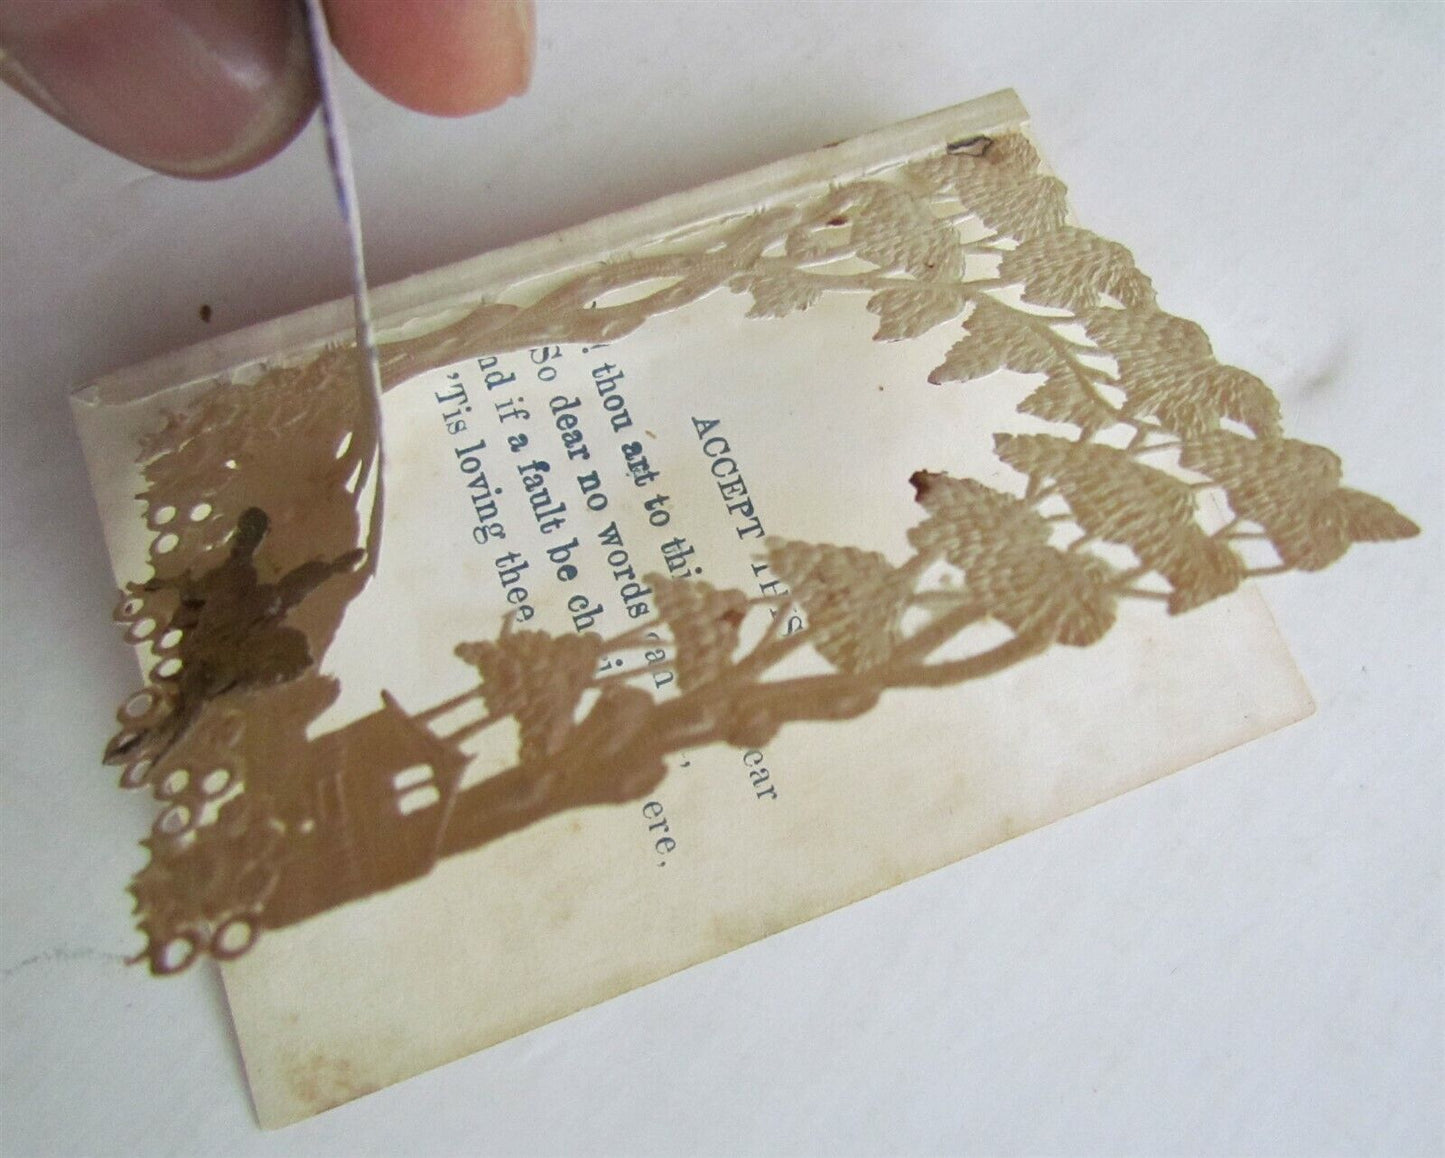 ACCEPT THIS
thou art to thi ear
So dear no words can ,
nd if a fault be ch ere,
'Tis loving thee